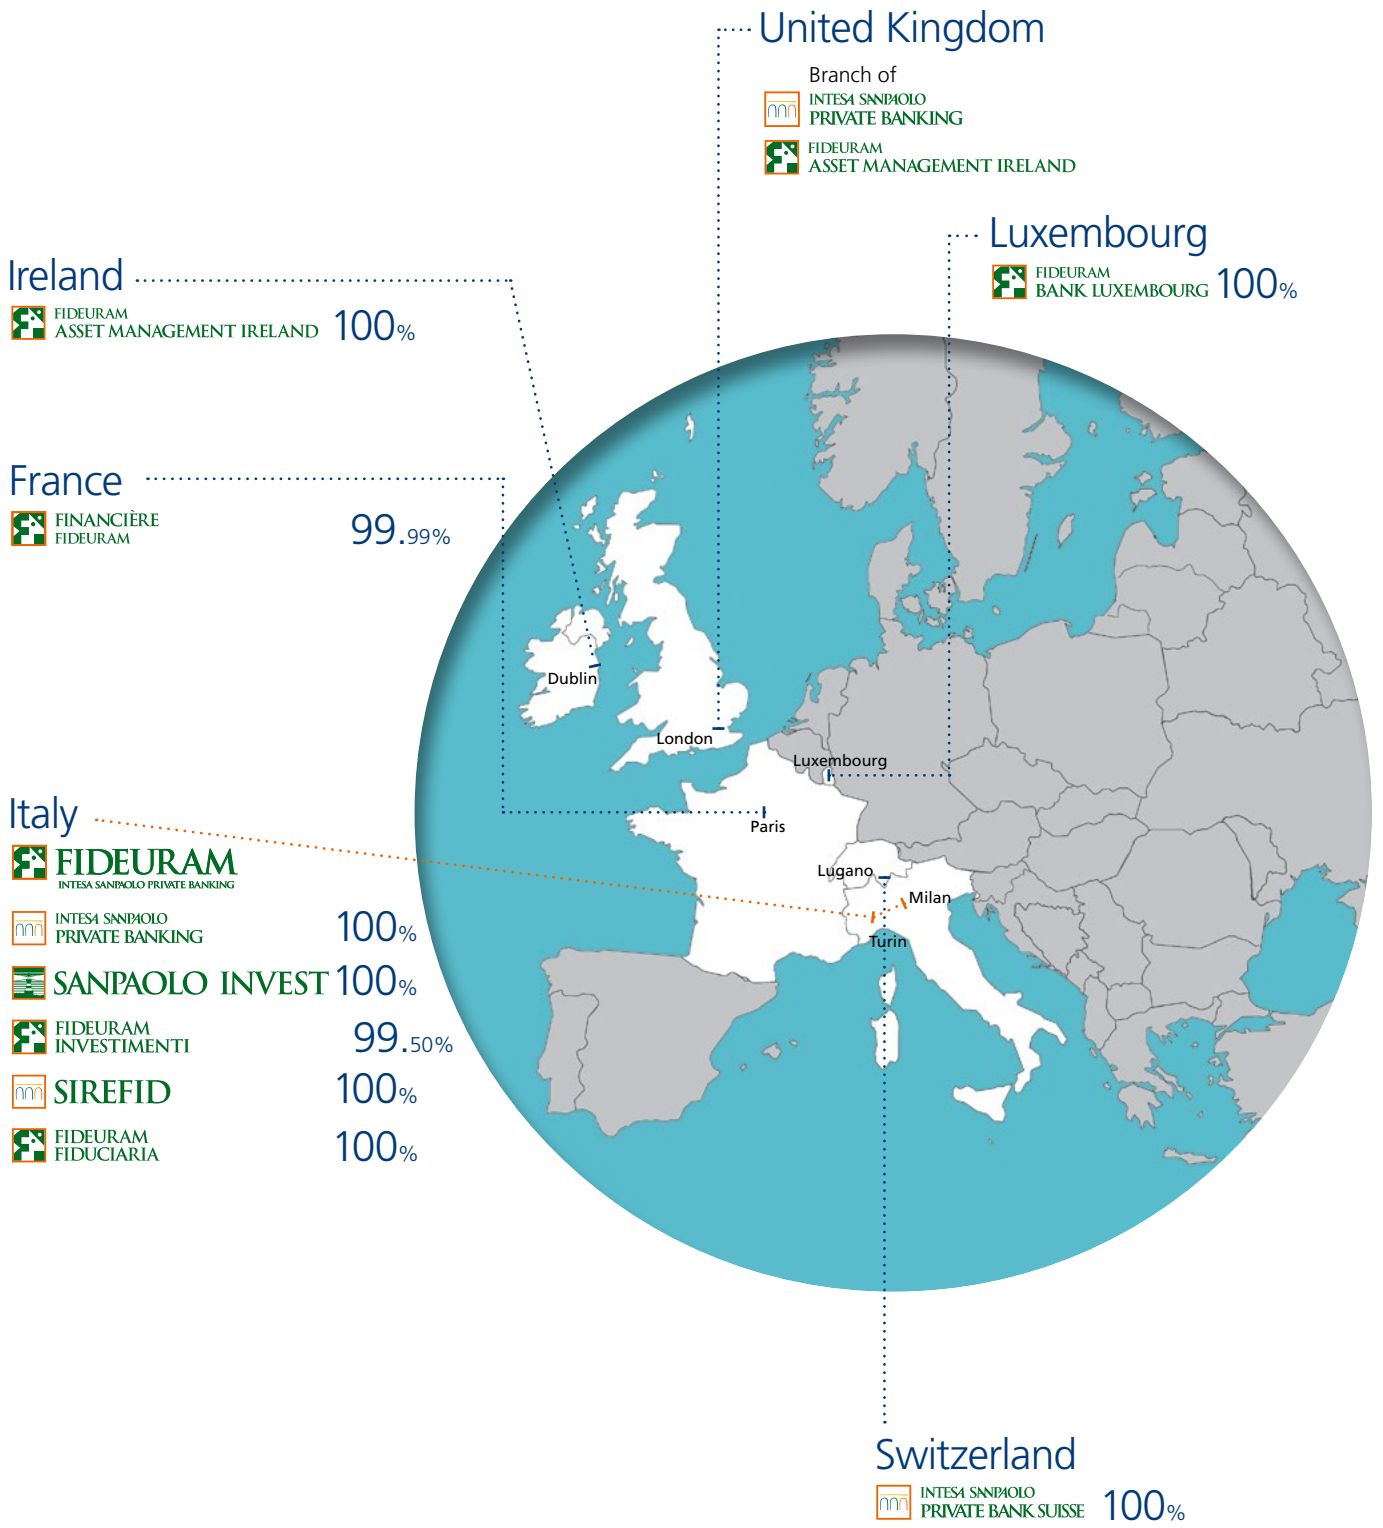 United Kingdom
Branch of
INTESA SANPAOLO
PRIVATE BANKING
FIDEURAM
ASSET MANAGEMENT IRELAND
Luxembourg
FIDEURAM
BANK LUXEMBOURG 100%
Ireland
FIDEURAM
ASSET MANAGEMENT IRELAND 100%
France
FINANCIÈRE
FIDEURAM
99.99%
Dublin
London
Luxembourg
Paris
Lugano
Milan
Turin
Italy
FIDEURAM
INTESA SANPAOLO PRIVATE BANKING
INTESA SANPAOLO
PRIVATE BANKING
100%
SANPAOLO INVEST 100%
FIDEURAM
INVESTIMENTI
99.50%
SIREFID 100%
FIDEURAM
FIDUCIARIA
100%
Switzerland
INTESA SANPAOLO
PRIVATE BANK SUISSE 100%